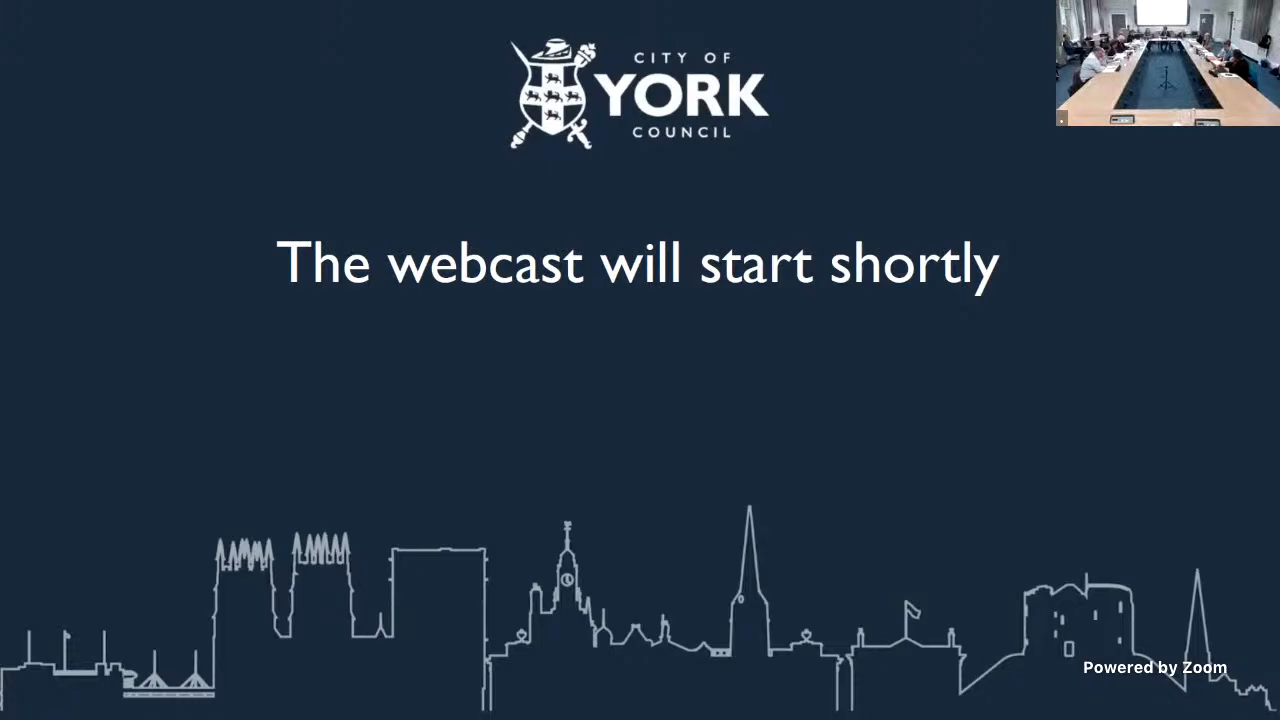 CITY OF
YORK
COUNCIL
The webcast will start shortly
Powered by Zoom